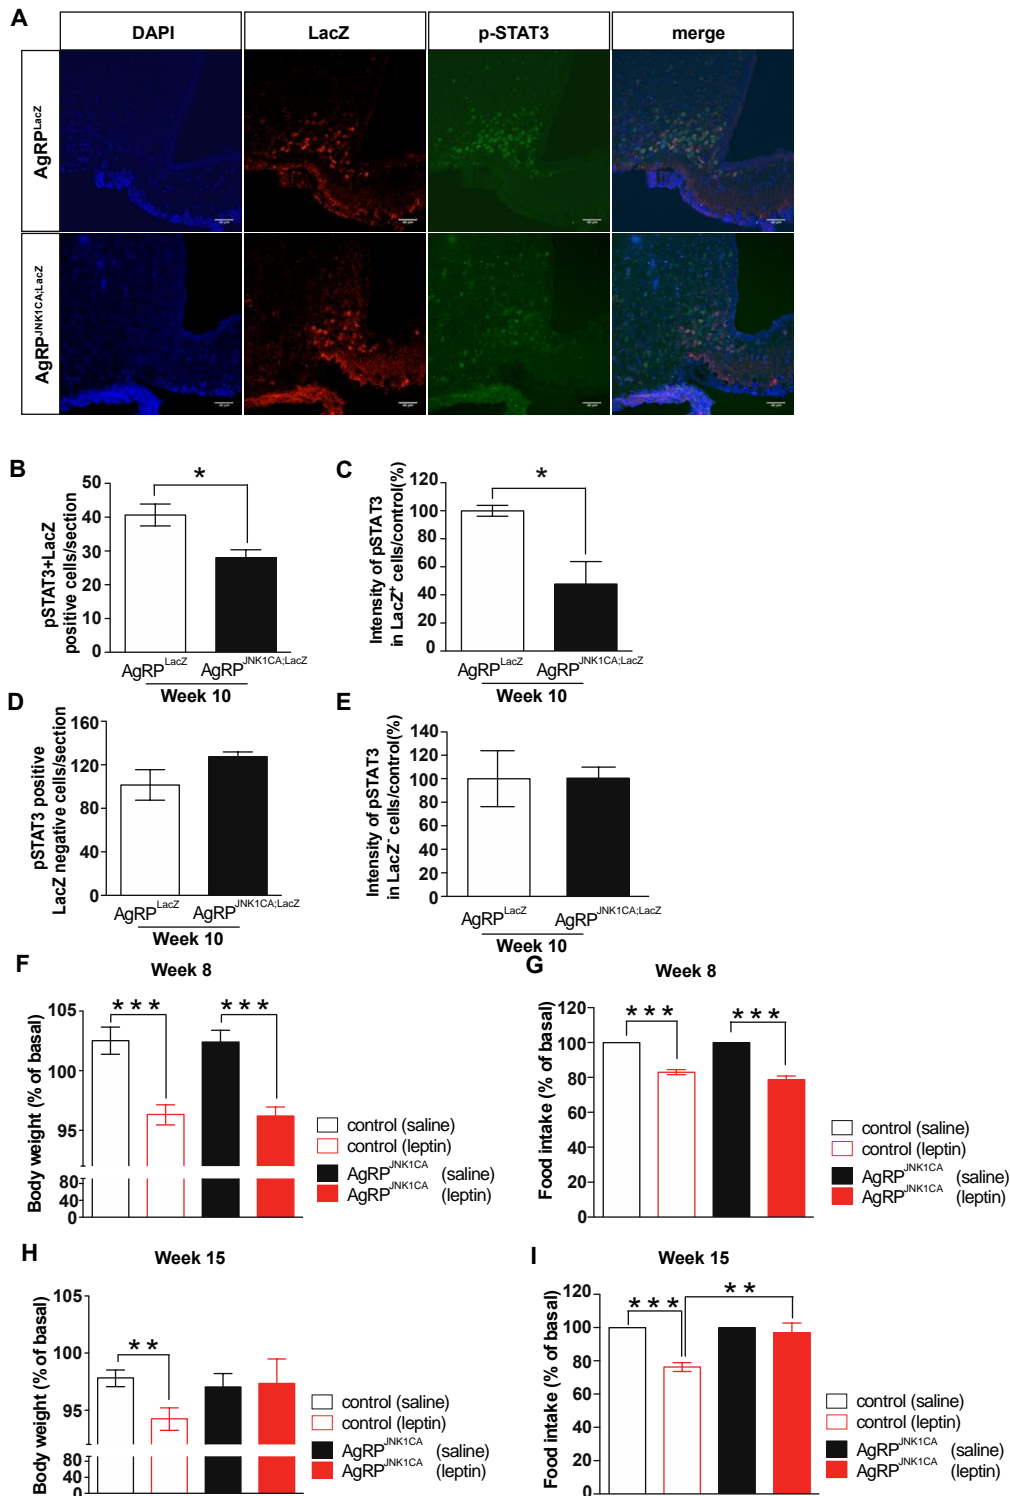 A
DAPI LacZ p-STAT3 merge
AgRP^LacZ
AgRP^JNK1CA;LacZ
B
pSTAT3+LacZ
positive cells/section
50
40
30
20
10
0
*
AgRP^LacZ AgRP^JNK1CA;LacZ
Week 10
C
Intensity of pSTAT3
in LacZ⁺ cells/control(%)
120
100
80
60
40
20
0
*
AgRP^LacZ AgRP^JNK1CA;LacZ
Week 10
D
pSTAT3 positive
LacZ negative cells/section
160
120
80
40
0
AgRP^LacZ AgRP^JNK1CA;LacZ
Week 10
E
Intensity of pSTAT3
in LacZ⁻ cells/control(%)
140
120
100
80
60
40
20
0
AgRP^LacZ AgRP^JNK1CA;LacZ
Week 10
F
Week 8
Body weight (% of basal)
105
100
95
80
40
0
*** ***
control (saline)
control (leptin)
AgRP^JNK1CA (saline)
AgRP^JNK1CA (leptin)
G
Week 8
Food intake (% of basal)
120
100
80
60
40
20
0
*** ***
control (saline)
control (leptin)
AgRP^JNK1CA (saline)
AgRP^JNK1CA (leptin)
H
Week 15
Body weight (% of basal)
105
100
95
80
40
0
**
control (saline)
control (leptin)
AgRP^JNK1CA (saline)
AgRP^JNK1CA (leptin)
I
Week 15
Food intake (% of basal)
120
100
80
60
40
20
0
*** **
control (saline)
control (leptin)
AgRP^JNK1CA (saline)
AgRP^JNK1CA (leptin)